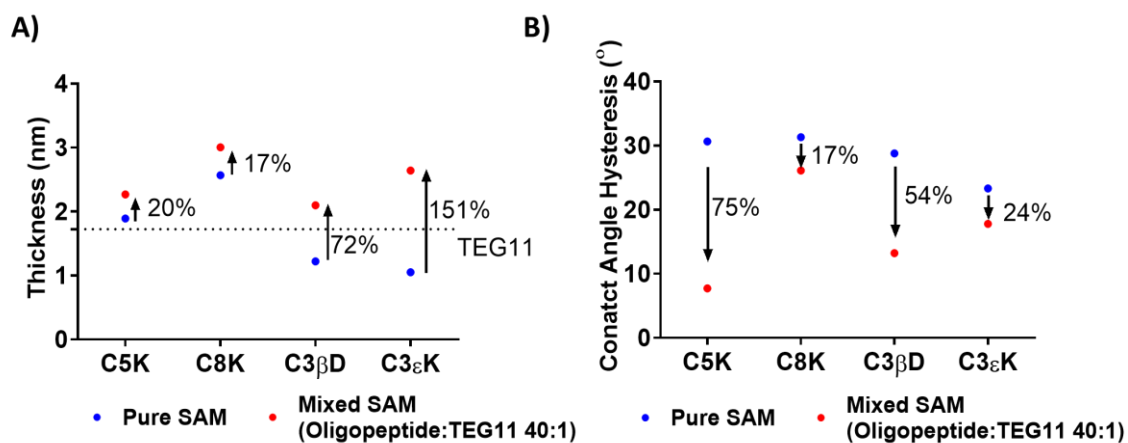 A)
Thickness (nm)
4
3
2
1
0
20%
17%
72%
151%
TEG11
C5K
C8K
C3βD
C3εK
Pure SAM
Mixed SAM
(Oligopeptide:TEG11 40:1)
B)
Conatct Angle Hysteresis (°)
40
30
20
10
0
75%
17%
54%
24%
C5K
C8K
C3βD
C3εK
Pure SAM
Mixed SAM
(Oligopeptide:TEG11 40:1)